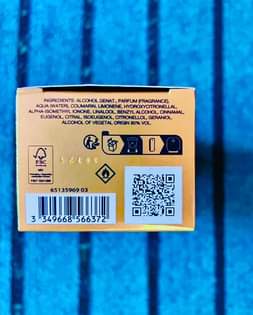 INGREDIENTS: ALCOHOL DENAT., PARFUM (FRAGRANCE),
AQUA (WATER), COUMARIN, LIMONENE, HYDROXYCITRONELLAL,
ALPHA-ISOMETHYL IONONE, LINALOOL, BENZYL ALCOHOL, CINNAMAL,
EUGENOL, CITRAL, ISOEUGENOL, CITRONELLOL, GERANIOL.
ALCOHOL OF VEGETAL ORIGIN 80% VOL.
FSC
65135969 03
3 349668 566372